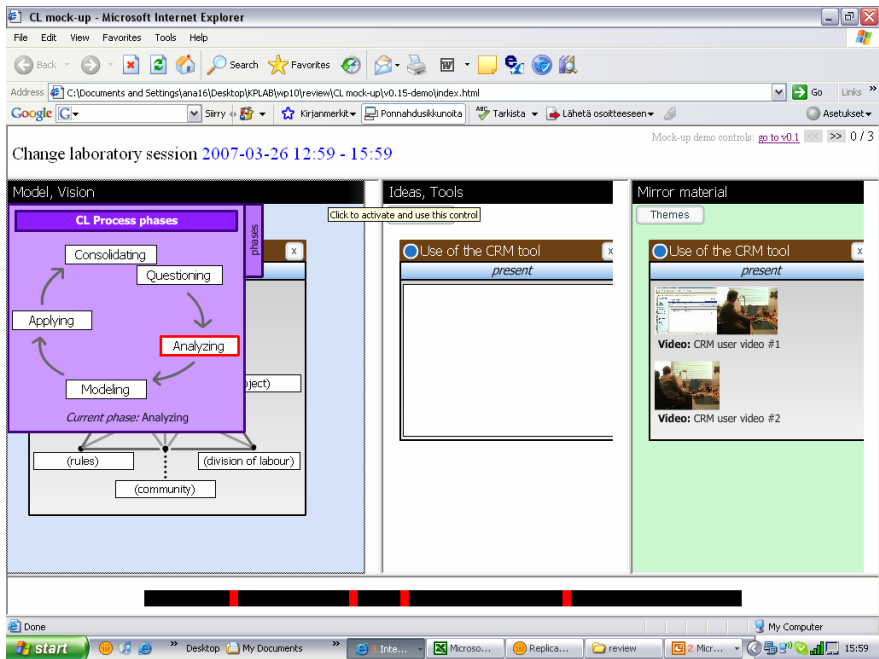 CL mock-up - Microsoft Internet Explorer
File Edit View Favorites Tools Help
Back Search Favorites
Address C:\Documents and Settings\ana16\Desktop\KPLAB\wp10\review\CL mock-up\v0.15-demo\index.html Go Links »
Google G Siirry Kirjanmerkit Ponnahdusikkunoita ABC Tarkista Lähetä osoitteeseen Asetukset
Mock-up demo controls: go to v0.1 << >> 0 / 3
Change laboratory session 2007-03-26 12:59 - 15:59
Model, Vision
Ideas, Tools
Mirror material
CL Process phases
phases
Click to activate and use this control
Themes
Consolidating
Questioning
Applying
Analyzing
Modeling
Current phase: Analyzing
x
ject)
(rules)
(division of labour)
(community)
Use of the CRM tool x
present
Use of the CRM tool x
present
Video: CRM user video #1
Video: CRM user video #2
Done My Computer
start » Desktop My Documents » 3 Inte... Microso... Replica... review 2 Micr... 15:59